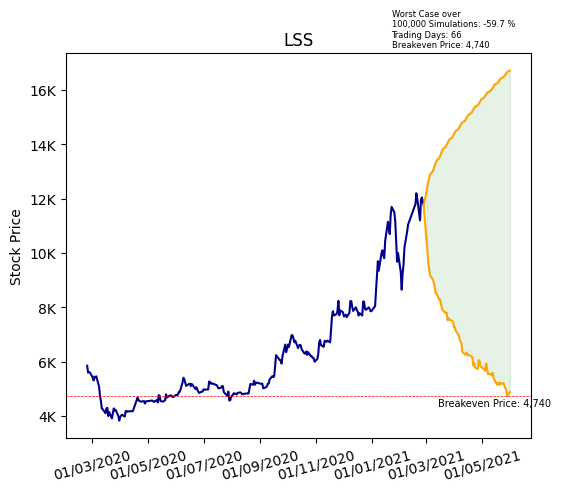 Worst Case over
100,000 Simulations: -59.7 %
Trading Days: 66
Breakeven Price: 4,740
LSS
Stock Price
16K
14K
12K
10K
8K
6K
4K
Breakeven Price: 4,740
01/03/2020
01/05/2020
01/07/2020
01/09/2020
01/11/2020
01/01/2021
01/03/2021
01/05/2021